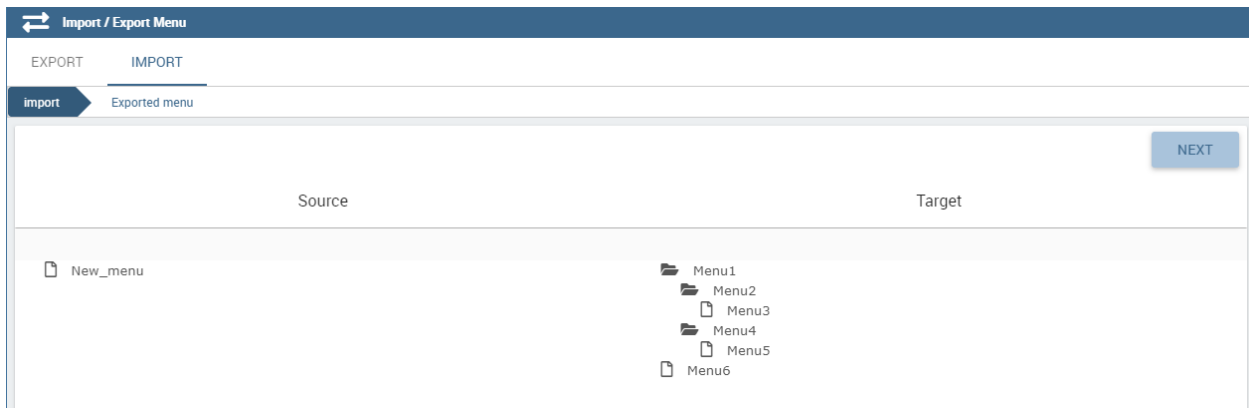 Import / Export Menu
EXPORT IMPORT
import Exported menu
NEXT
Source Target
New_menu Menu1
Menu2
Menu3
Menu4
Menu5
Menu6